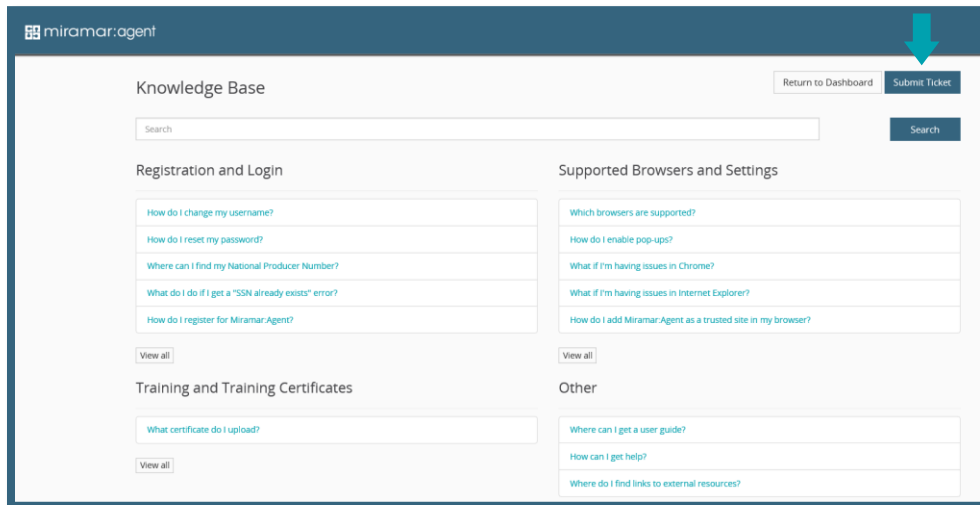 miramar:agent
Knowledge Base
Return to Dashboard
Submit Ticket
Search
Search
Registration and Login
How do I change my username?
How do I reset my password?
Where can I find my National Producer Number?
What do I do if I get a "SSN already exists" error?
How do I register for Miramar:Agent?
View all
Supported Browsers and Settings
Which browsers are supported?
How do I enable pop-ups?
What if I'm having issues in Chrome?
What if I'm having issues in Internet Explorer?
How do I add Miramar:Agent as a trusted site in my browser?
View all
Training and Training Certificates
What certificate do I upload?
View all
Other
Where can I get a user guide?
How can I get help?
Where do I find links to external resources?